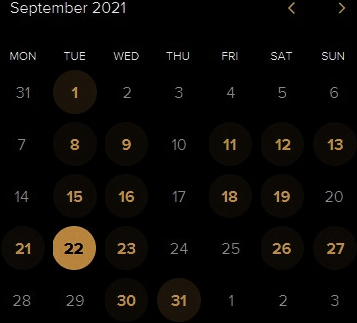 September 2021
MON TUE WED THU FRI SAT SUN
31 1 2 3 4 5 6
7 8 9 10 11 12 13
14 15 16 17 18 19 20
21 22 23 24 25 26 27
28 29 30 31 1 2 3